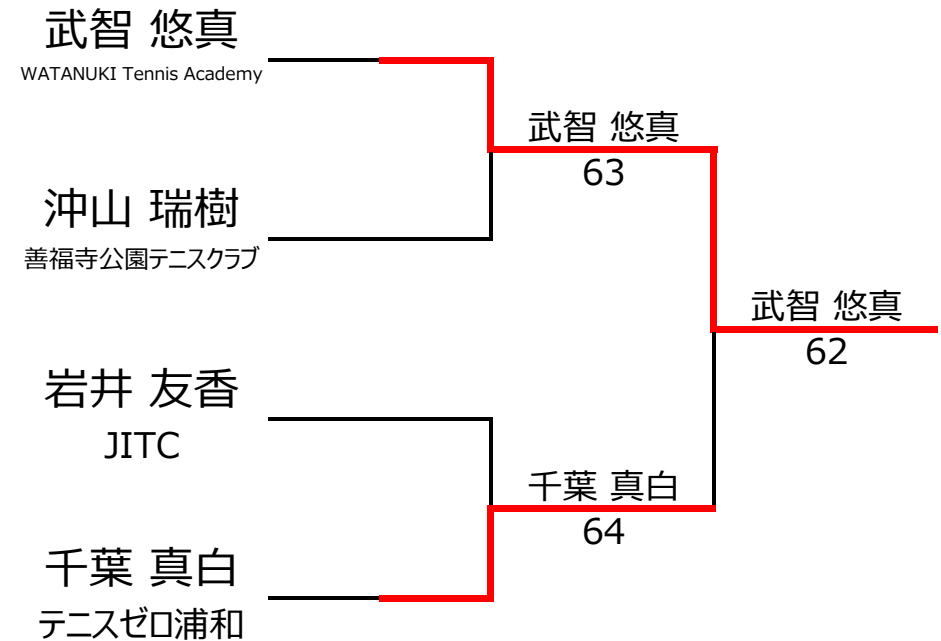 武智 悠真
WATANUKI Tennis Academy
武智 悠真
63
沖山 瑞樹
善福寺公園テニスクラブ
武智 悠真
62
岩井 友香
JITC
千葉 真白
64
千葉 真白
テニスゼロ浦和